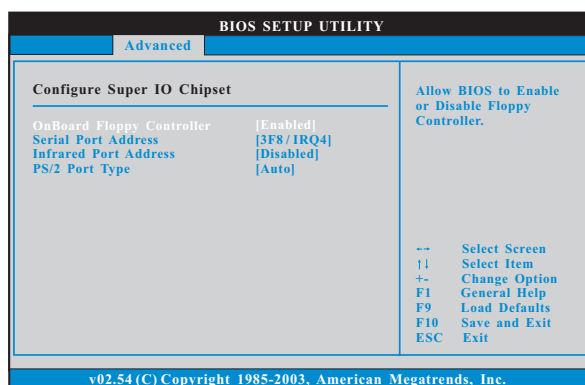 BIOS SETUP UTILITY
Advanced
Configure Super IO Chipset
OnBoard Floppy Controller [Enabled]
Serial Port Address [3F8 / IRQ4]
Infrared Port Address [Disabled]
PS/2 Port Type [Auto]
Allow BIOS to Enable
or Disable Floppy
Controller.
←→ Select Screen
↑↓ Select Item
+- Change Option
F1 General Help
F9 Load Defaults
F10 Save and Exit
ESC Exit
v02.54 (C) Copyright 1985-2003, American Megatrends, Inc.